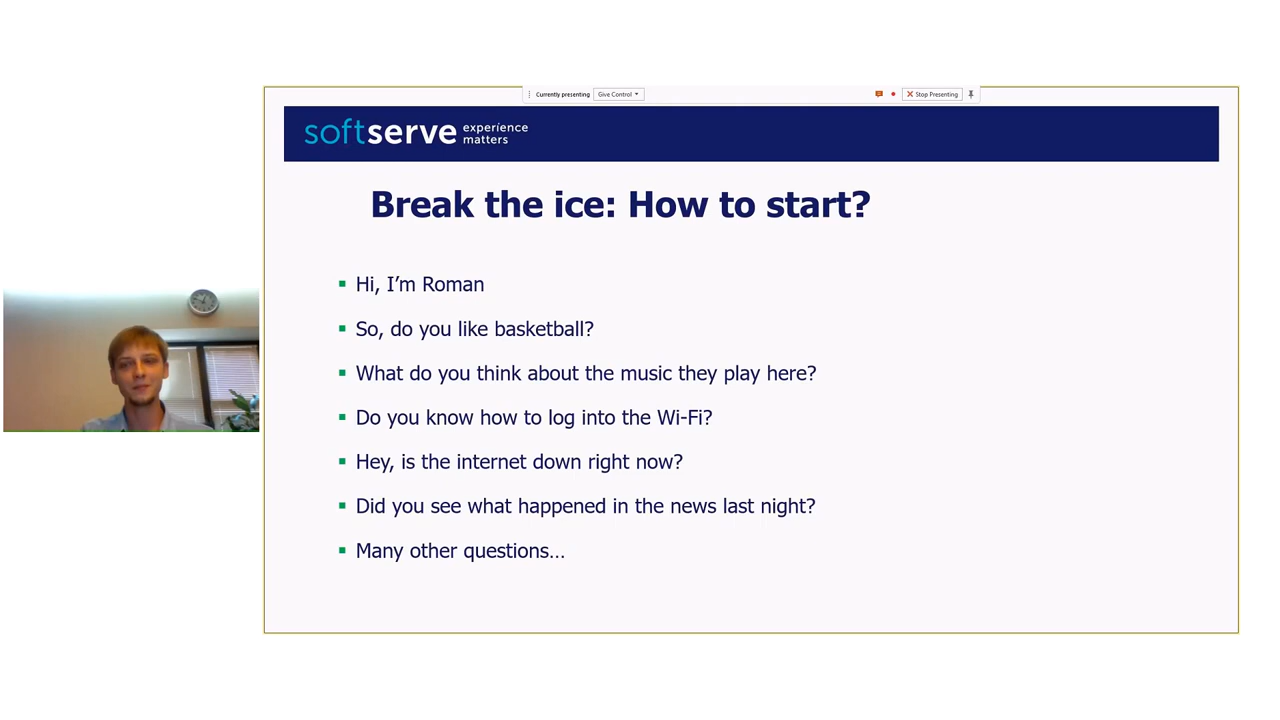 Currently presenting Give Control Stop Presenting
softserve experience
matters
Break the ice: How to start?
Hi, I’m Roman
So, do you like basketball?
What do you think about the music they play here?
Do you know how to log into the Wi-Fi?
Hey, is the internet down right now?
Did you see what happened in the news last night?
Many other questions…